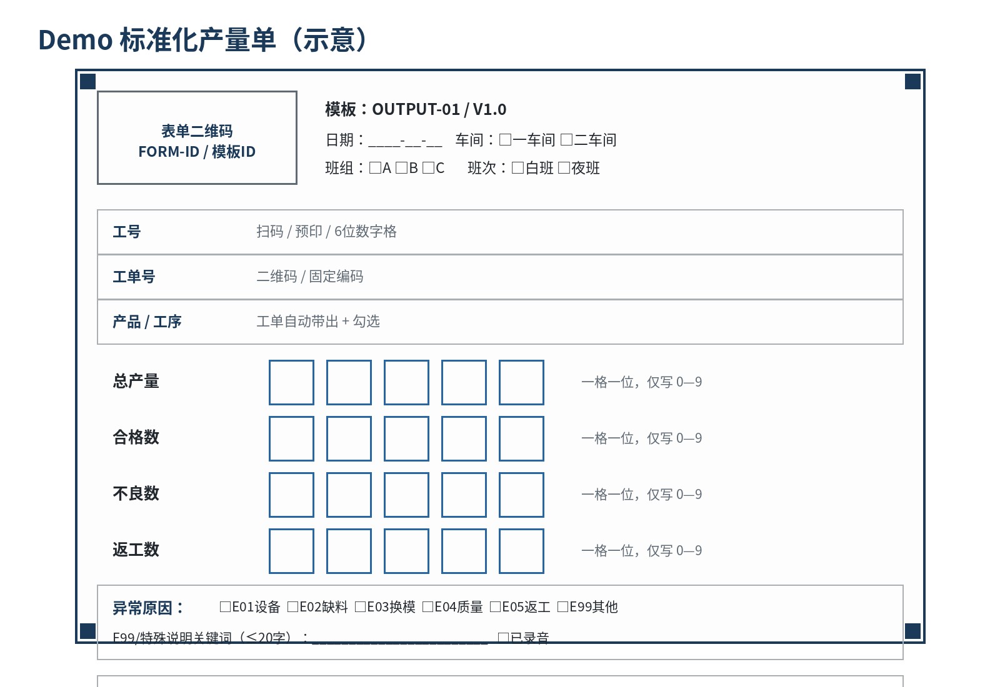 Demo 标准化产量单（示意）
表单二维码
FORM-ID / 模板ID
模板：OUTPUT-01 / V1.0
日期：____-__-__ 车间：□一车间 □二车间
班组：□A □B □C 班次：□白班 □夜班
工号 扫码 / 预印 / 6位数字格
工单号 二维码 / 固定编码
产品 / 工序 工单自动带出 + 勾选
总产量 一格一位，仅写 0—9
合格数 一格一位，仅写 0—9
不良数 一格一位，仅写 0—9
返工数 一格一位，仅写 0—9
异常原因： □E01设备 □E02缺料 □E03换模 □E04质量 □E05返工 □E99其他
E99/特殊说明关键词（≤20字）：________________________ □已录音